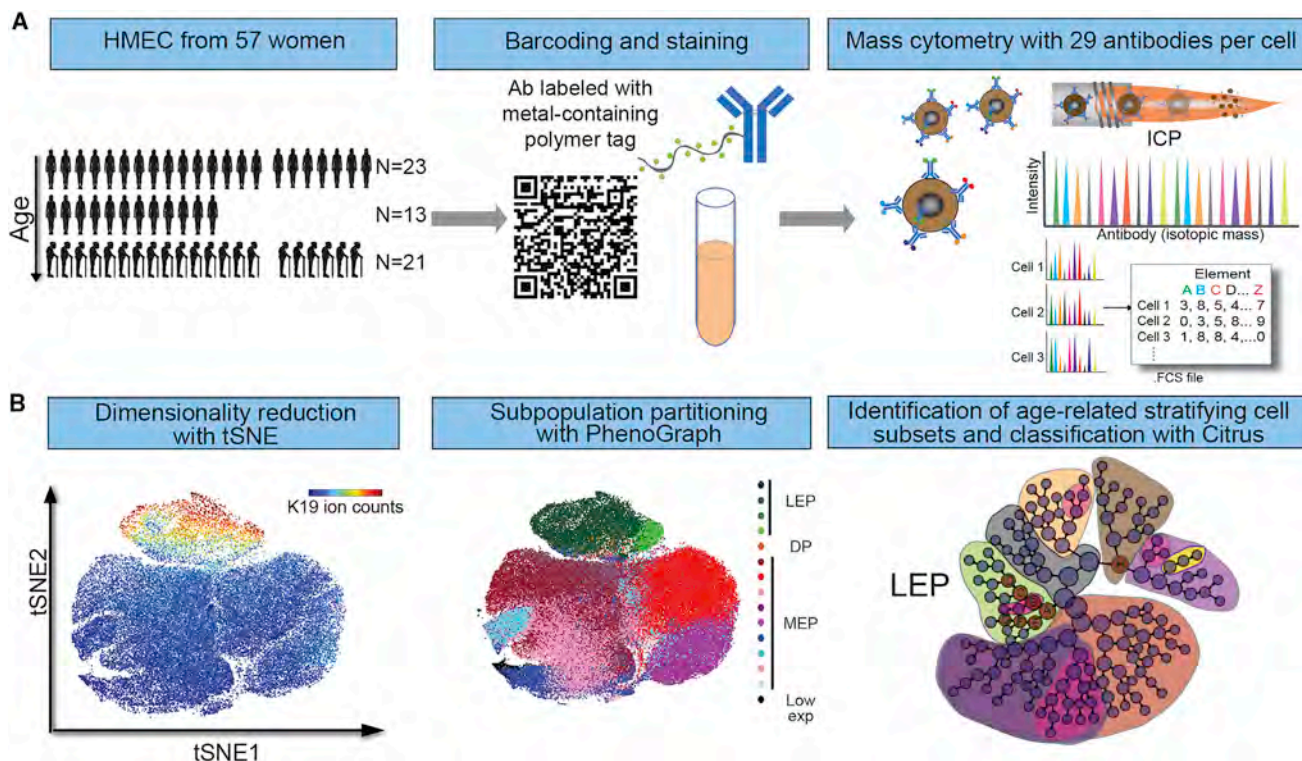 A
HMEC from 57 women
Barcoding and staining
Mass cytometry with 29 antibodies per cell
Age
N=23
N=13
N=21
Ab labeled with
metal-containing
polymer tag
ICP
Intensity
Antibody (isotopic mass)
Cell 1
Cell 2
Cell 3
Element
A B C D... Z
Cell 1 3, 8, 5, 4... 7
Cell 2 0, 3, 5, 8... 9
Cell 3 1, 8, 8, 4,...0
.FCS file
B
Dimensionality reduction
with tSNE
Subpopulation partitioning
with PhenoGraph
Identification of age-related stratifying cell
subsets and classification with Citrus
K19 ion counts
tSNE2
tSNE1
LEP
DP
MEP
Low
exp
LEP